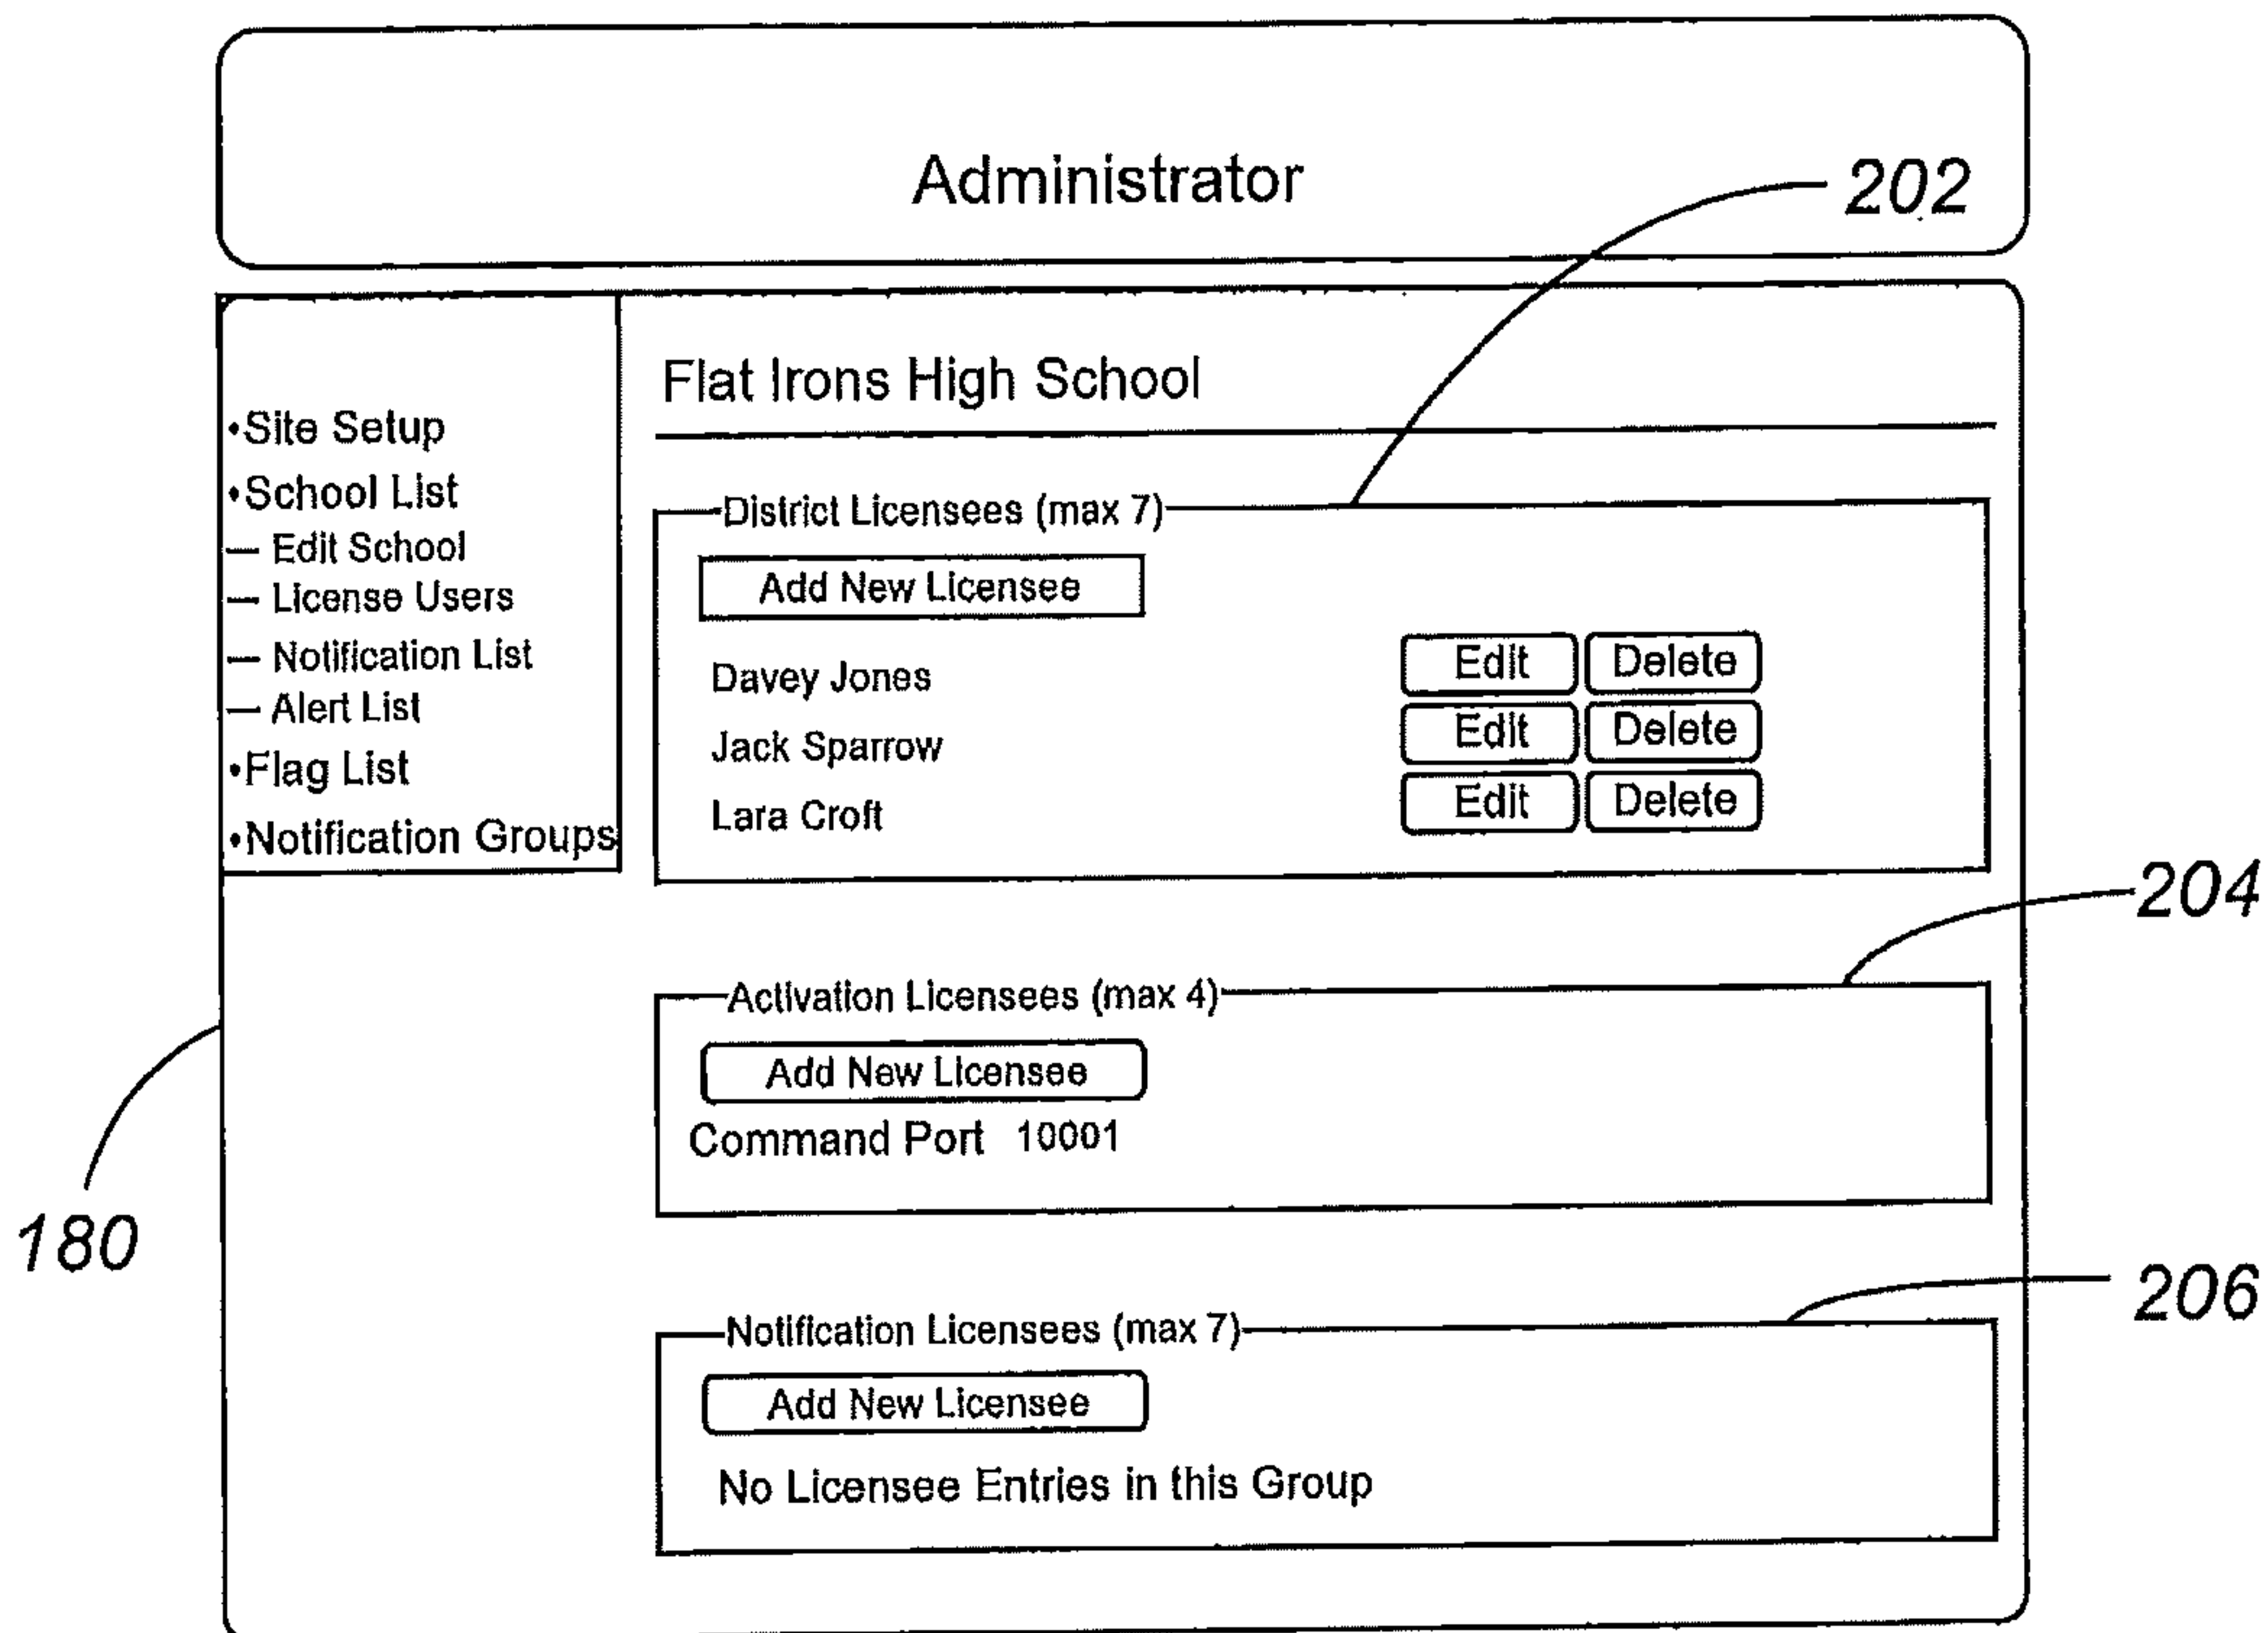 Administrator
202
•Site Setup
•School List
— Edit School
— License Users
— Notification List
— Alert List
•Flag List
•Notification Groups
Flat Irons High School
District Licensees (max 7)
Add New Licensee
Davey Jones Edit Delete
Jack Sparrow Edit Delete
Lara Croft Edit Delete
204
Activation Licensees (max 4)
Add New Licensee
Command Port 10001
180
206
Notification Licensees (max 7)
Add New Licensee
No Licensee Entries in this Group